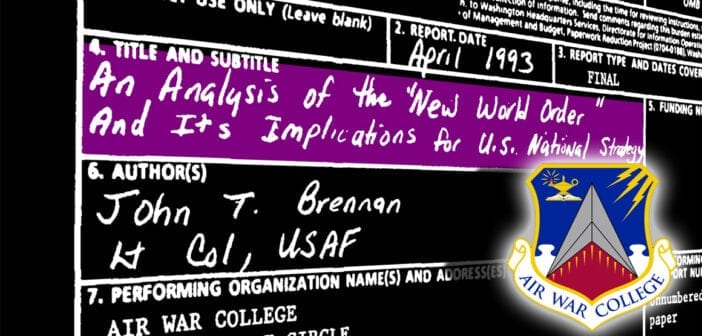 USE ONLY (Leave blank)
2. REPORT DATE
April 1993
3. REPORT TYPE AND DATES COVER
FINAL
4. TITLE AND SUBTITLE
An Analysis of the "New World Order"
And Its Implications for U.S. National Strategy
5. FUNDING N
6. AUTHOR(S)
John T. Brennan
Lt Col, USAF
7. PERFORMING ORGANIZATION NAME(S) AND ADDRESS(ES)
AIR WAR COLLEGE
CIRCLE
unnumbered
paper
AIR WAR COLLEGE